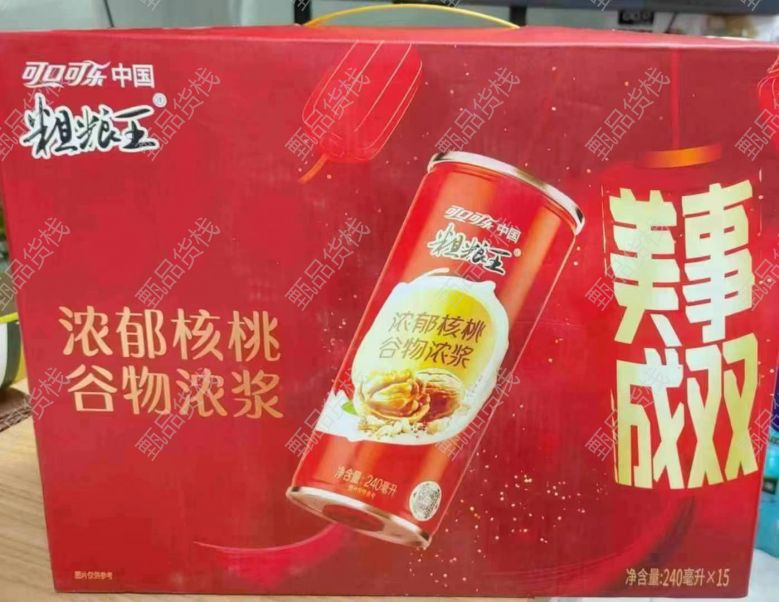 可口可乐中国
粗粮王
浓郁核桃
谷物浓浆
图片仅供参考
可口可乐中国
粗粮王
浓郁核桃
谷物浓浆
净含量:240毫升
美事
成双
净含量:240毫升×15
甄品货栈